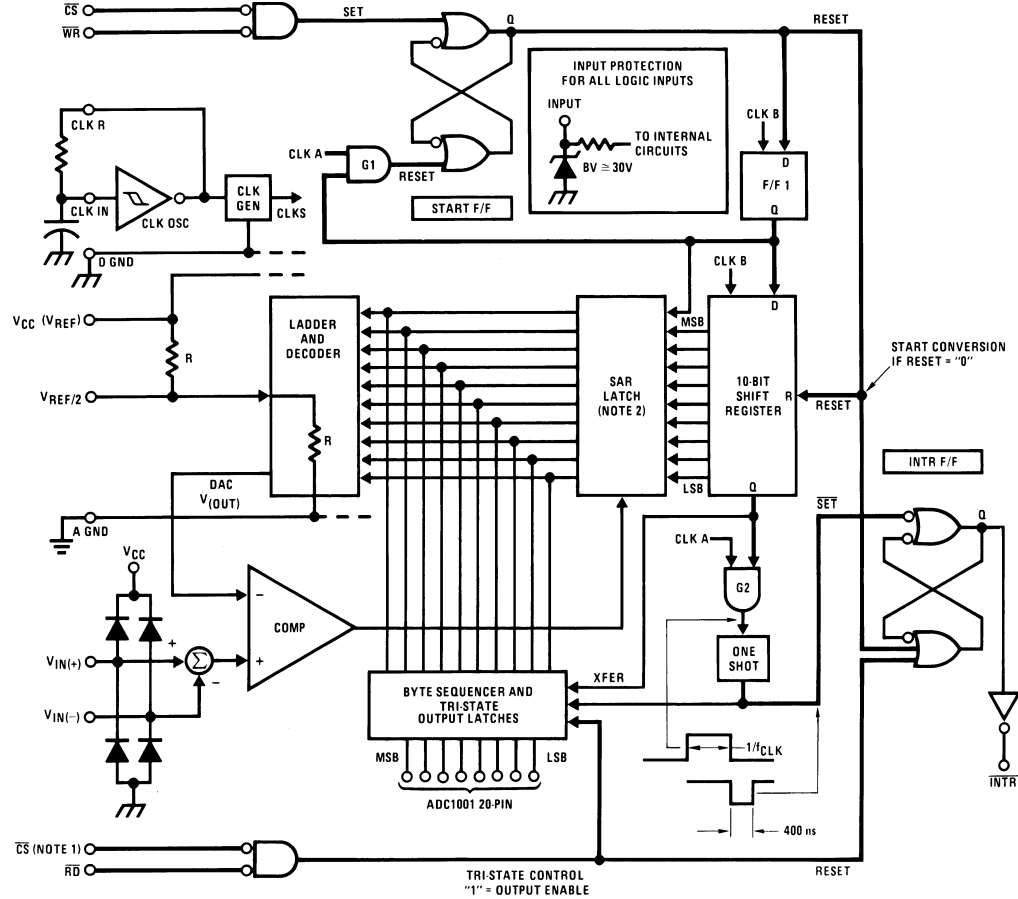 CS
WR
SET
Q
RESET
INPUT PROTECTION
FOR ALL LOGIC INPUTS
INPUT
TO INTERNAL
CIRCUITS
BV ≅ 30V
CLK R
CLK IN
CLK OSC
CLK
GEN
CLKS
D GND
CLK A
G1
RESET
START F/F
CLK B
D
F/F 1
Q
CLK B
VCC (VREF)
R
VREF/2
LADDER
AND
DECODER
R
SAR
LATCH
(NOTE 2)
MSB
LSB
D
10-BIT
SHIFT
REGISTER
R
Q
RESET
START CONVERSION
IF RESET = "0"
INTR F/F
DAC
V(OUT)
A GND
VCC
SET
Q
CLK A
G2
COMP
−
+
VIN(+)
+
Σ
−
VIN(−)
ONE
SHOT
XFER
BYTE SEQUENCER AND
TRI-STATE
OUTPUT LATCHES
MSB
LSB
ADC1001 20-PIN
1/fCLK
400 ns
INTR
CS (NOTE 1)
RD
TRI-STATE CONTROL
"1" = OUTPUT ENABLE
RESET